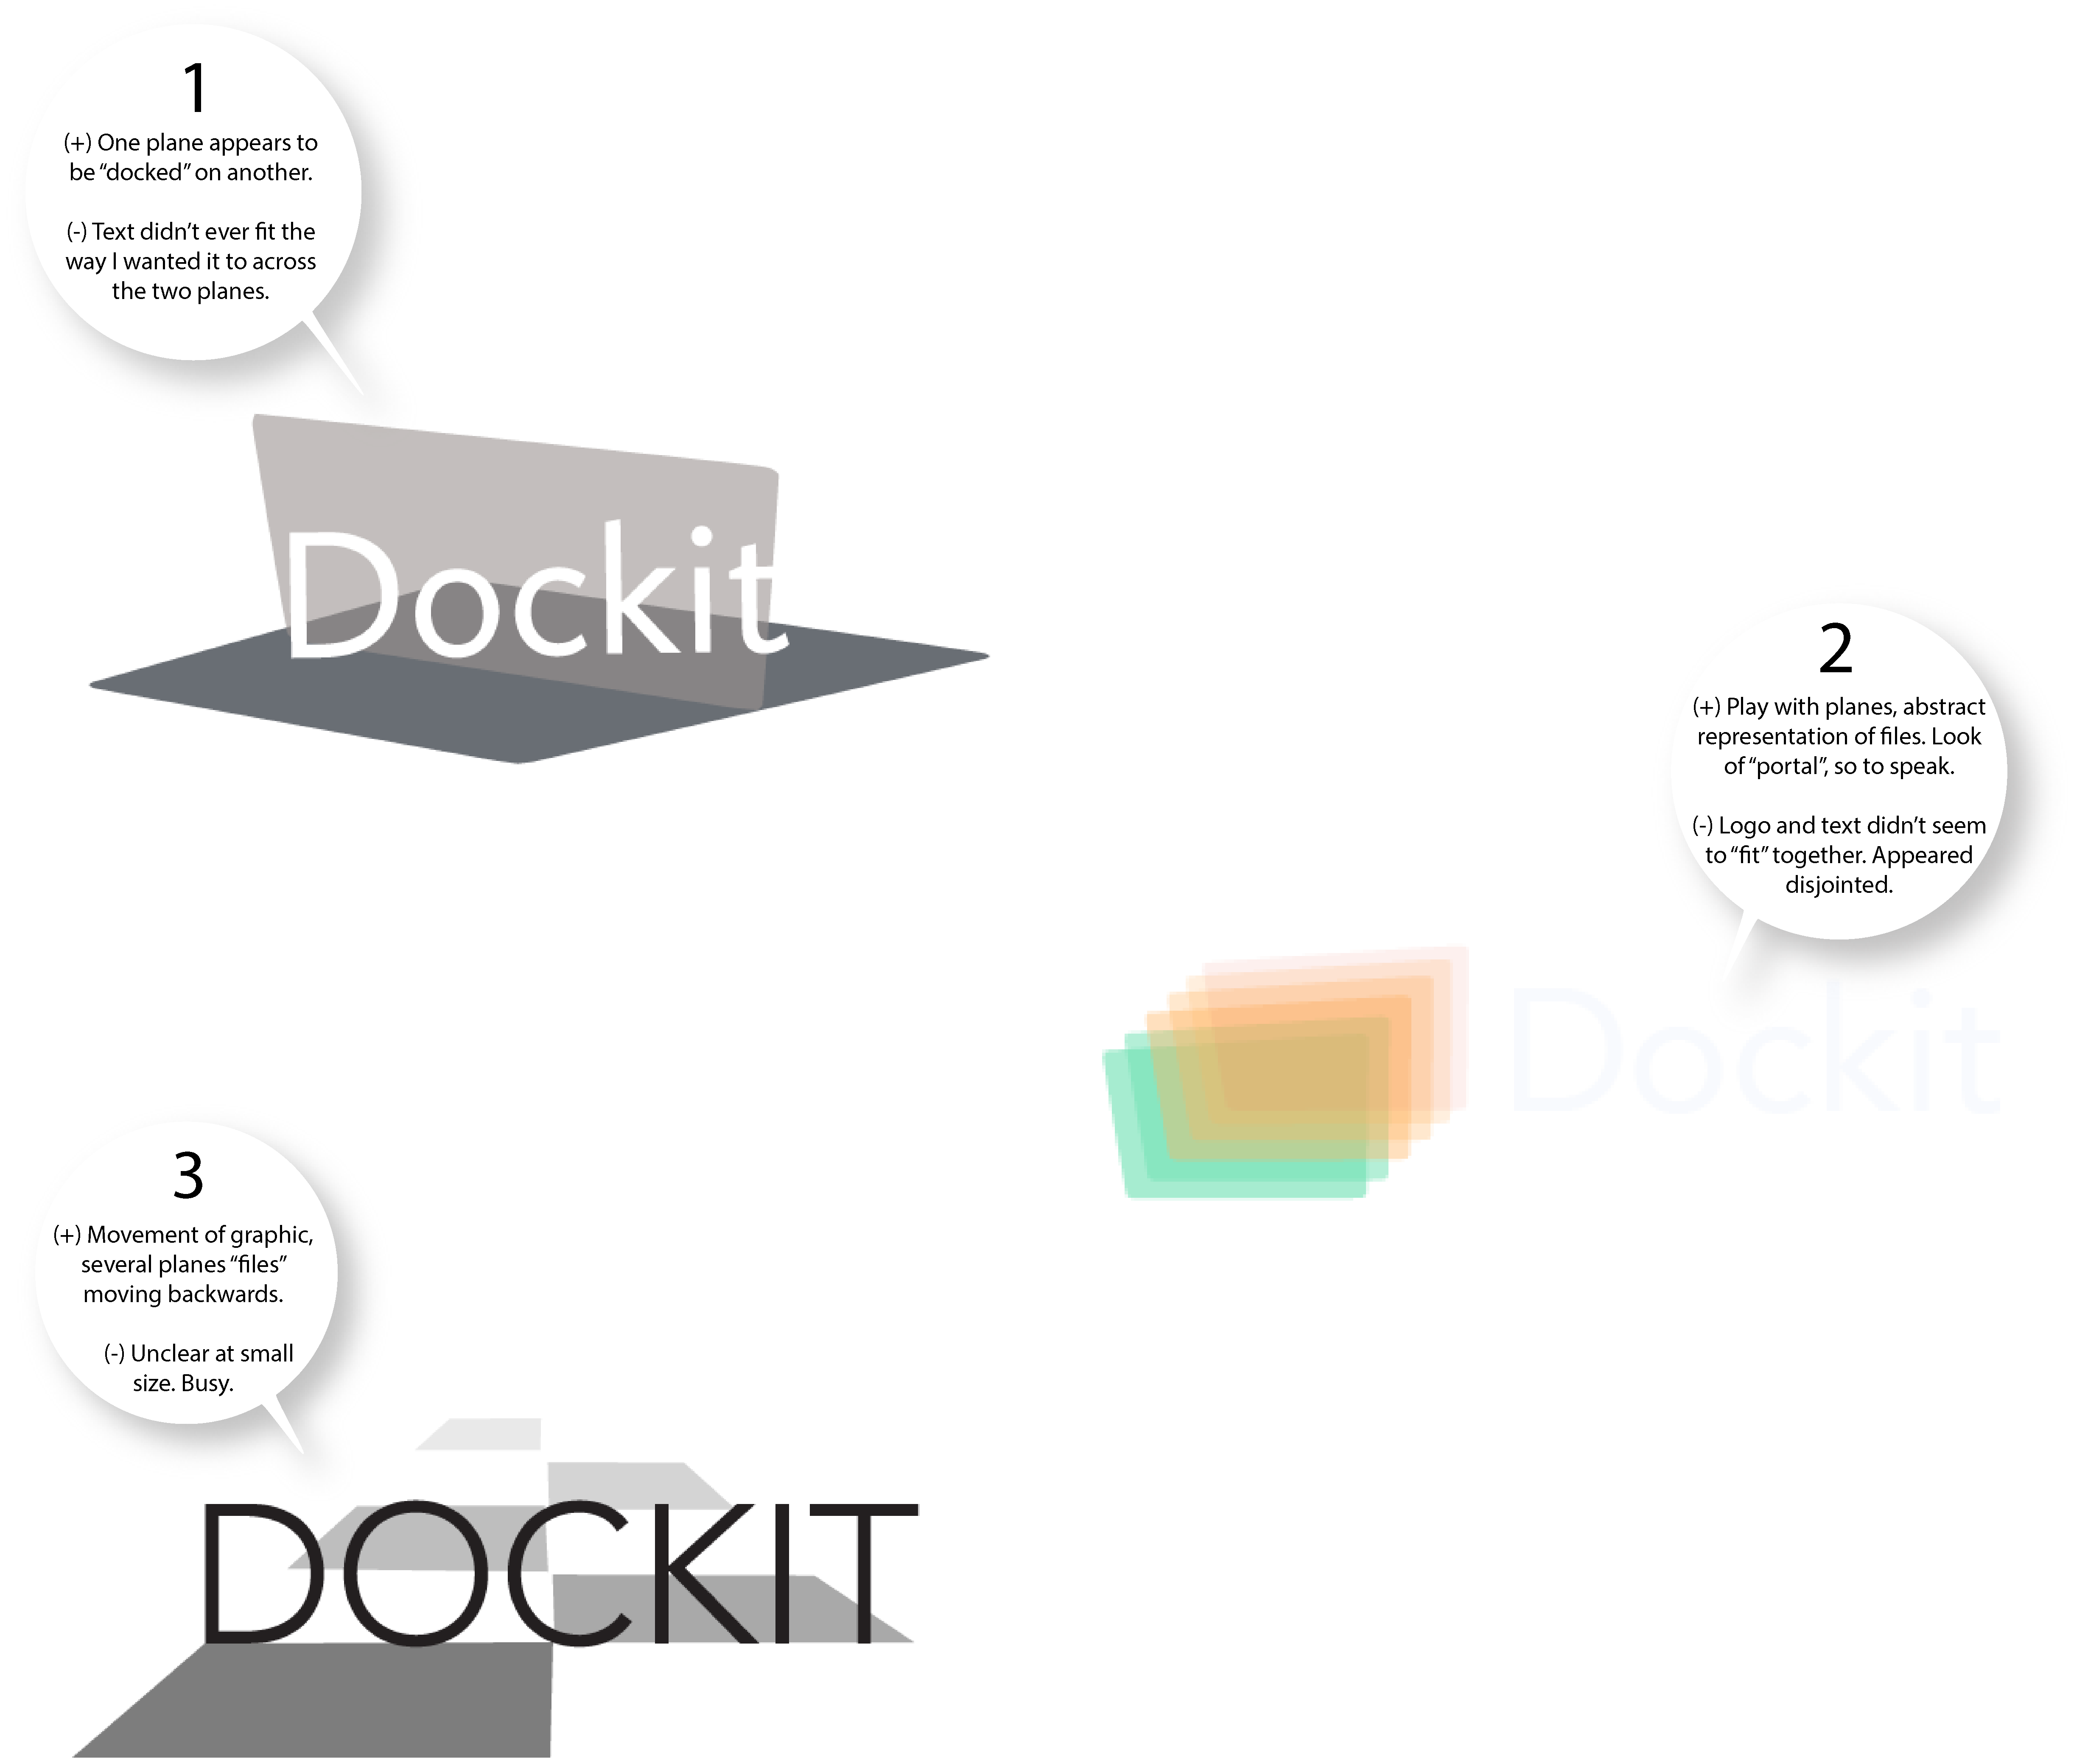 1
(+) One plane appears to
be “docked” on another.
(-) Text didn’t ever fit the
way I wanted it to across
the two planes.
Dockit
2
(+) Play with planes, abstract
representation of files. Look
of “portal”, so to speak.
(-) Logo and text didn’t seem
to “fit” together. Appeared
disjointed.
Dockit
3
(+) Movement of graphic,
several planes “files”
moving backwards.
(-) Unclear at small
size. Busy.
DOCKIT